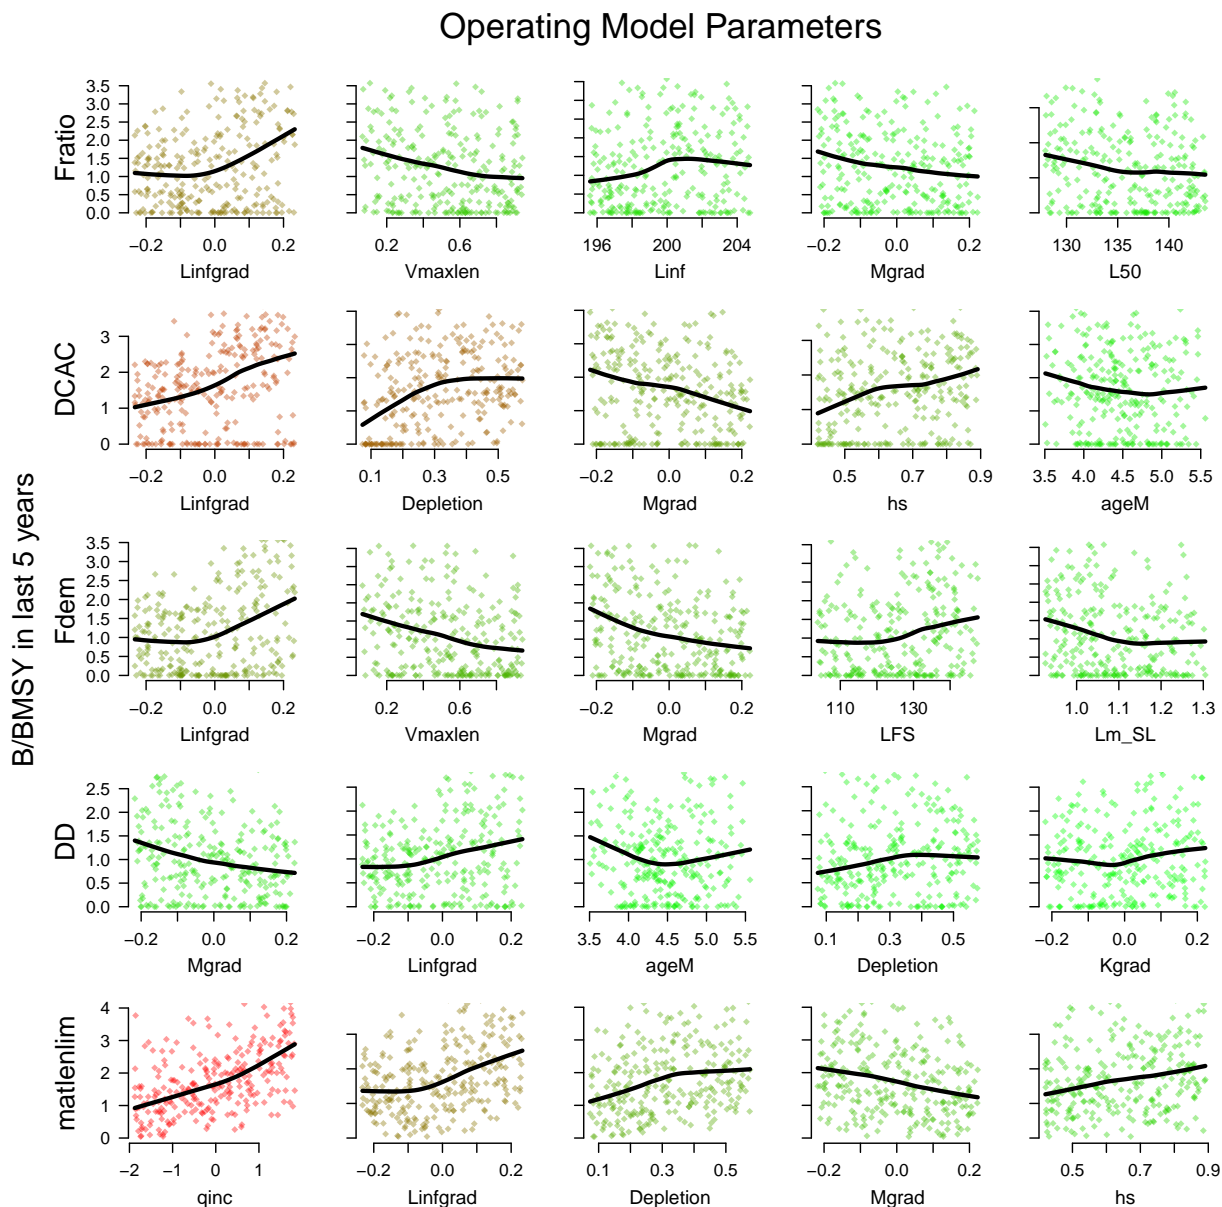 Operating Model Parameters
B/BMSY in last 5 years
Fratio
0.0 0.5 1.0 1.5 2.0 2.5 3.0 3.5
−0.2 0.0 0.2
Linfgrad
0.2 0.6
Vmaxlen
196 200 204
Linf
−0.2 0.0 0.2
Mgrad
130 135 140
L50
DCAC
0 1 2 3
−0.2 0.0 0.2
Linfgrad
0.1 0.3 0.5
Depletion
−0.2 0.0 0.2
Mgrad
0.5 0.7 0.9
hs
3.5 4.0 4.5 5.0 5.5
ageM
Fdem
0.0 0.5 1.0 1.5 2.0 2.5 3.0 3.5
−0.2 0.0 0.2
Linfgrad
0.2 0.6
Vmaxlen
−0.2 0.0 0.2
Mgrad
110 130
LFS
1.0 1.1 1.2 1.3
Lm_SL
DD
0.0 0.5 1.0 1.5 2.0 2.5
−0.2 0.0 0.2
Mgrad
−0.2 0.0 0.2
Linfgrad
3.5 4.0 4.5 5.0 5.5
ageM
0.1 0.3 0.5
Depletion
−0.2 0.0 0.2
Kgrad
matlenlim
0 1 2 3 4
−2 −1 0 1
qinc
−0.2 0.0 0.2
Linfgrad
0.1 0.3 0.5
Depletion
−0.2 0.0 0.2
Mgrad
0.5 0.7 0.9
hs